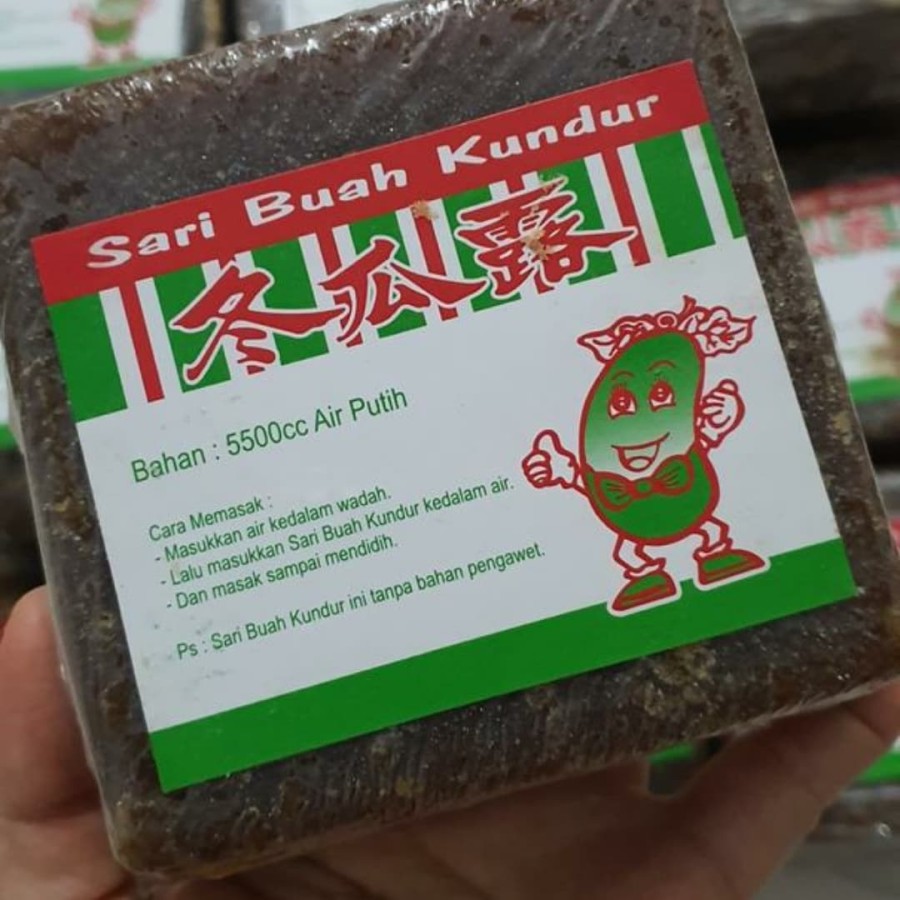 Sari Buah Kundur
冬瓜露
Bahan : 5500cc Air Putih
Cara Memasak :
- Masukkan air kedalam wadah.
- Lalu masukkan Sari Buah Kundur kedalam air.
- Dan masak sampai mendidih.
Ps : Sari Buah Kundur ini tanpa bahan pengawet.